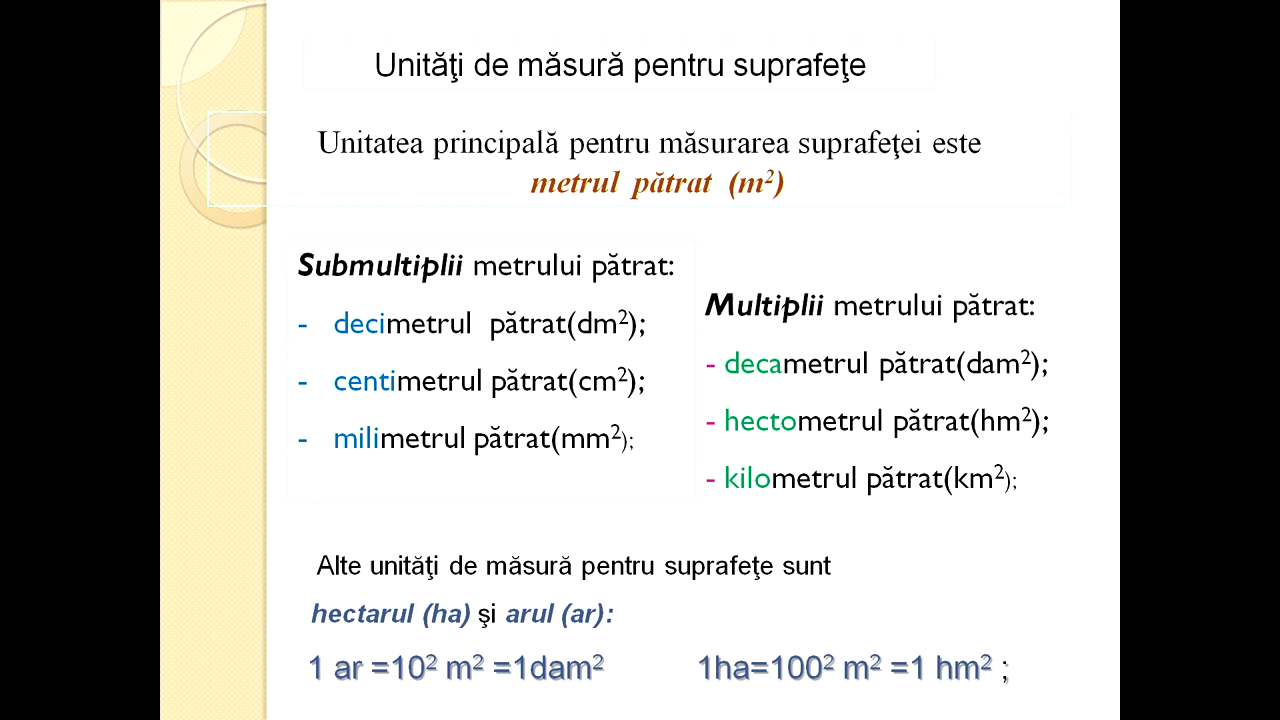 Unităţi de măsură pentru suprafeţe
Unitatea principală pentru măsurarea suprafeţei este
metrul pătrat (m²)
Submultiplii metrului pătrat:
- decimetrul pătrat(dm²);
- centimetrul pătrat(cm²);
- milimetrul pătrat(mm²);
Multiplii metrului pătrat:
- decametrul pătrat(dam²);
- hectometrul pătrat(hm²);
- kilometrul pătrat(km²);
Alte unităţi de măsură pentru suprafeţe sunt
hectarul (ha) şi arul (ar):
1 ar =10² m² =1dam²
1ha=100² m² =1 hm² ;